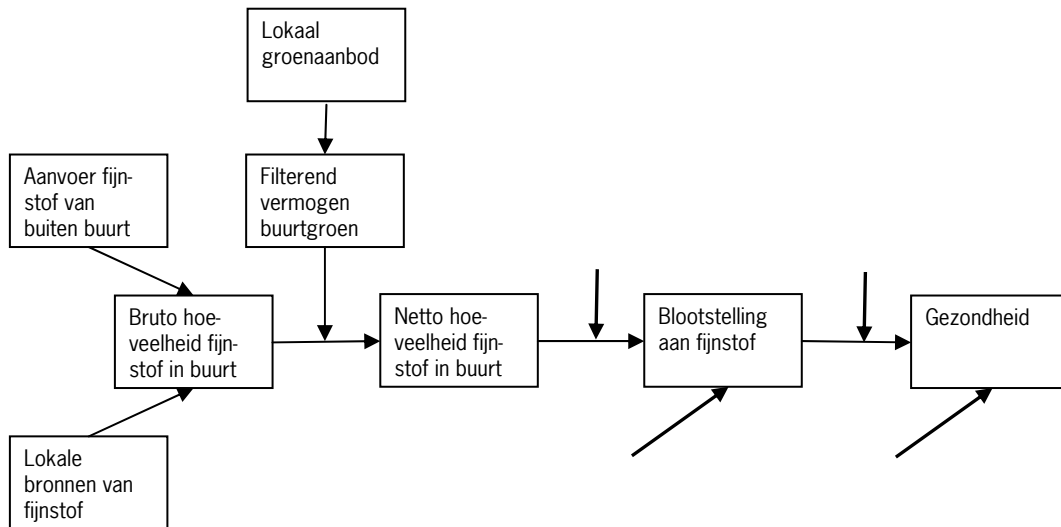 Lokaal
groenaanbod
Aanvoer fijn-
stof van
buiten buurt
Filterend
vermogen
buurtgroen
Bruto hoe-
veelheid fijn-
stof in buurt
Netto hoe-
veelheid fijn-
stof in buurt
Blootstelling
aan fijnstof
Gezondheid
Lokale
bronnen van
fijnstof